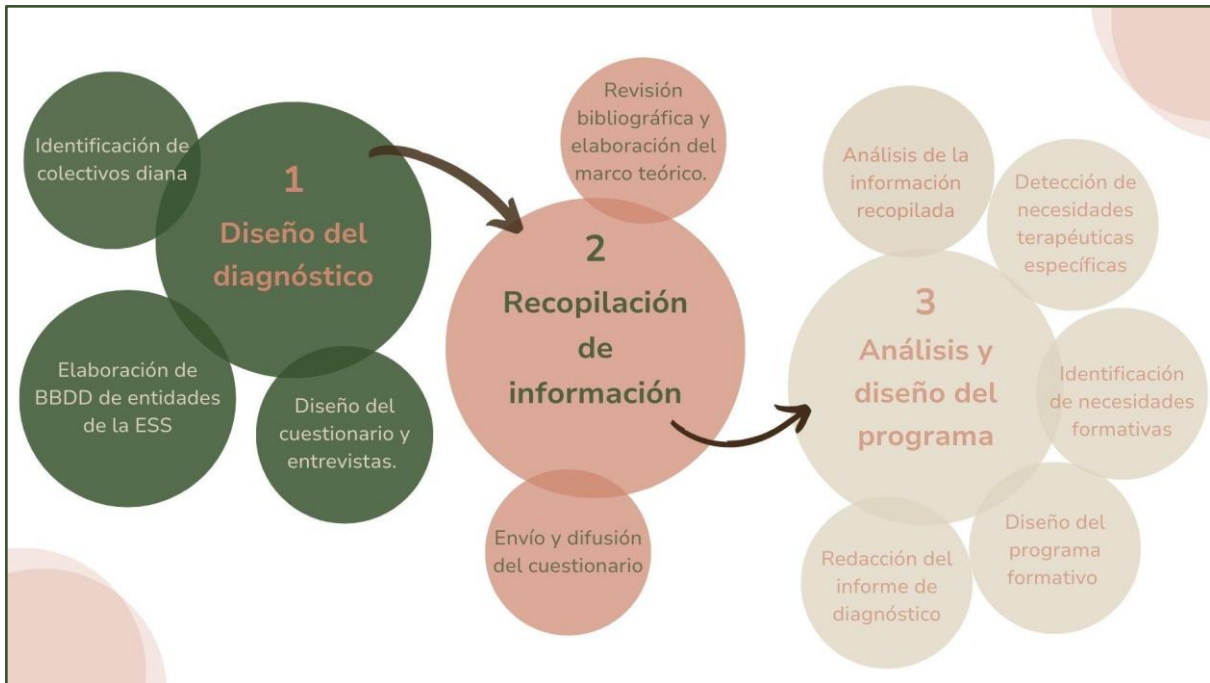 Identificación de
colectivos diana
1
Diseño del
diagnóstico
Elaboración de
BBDD de entidades
de la ESS
Diseño del
cuestionario y
entrevistas.
Revisión
bibliográfica y
elaboración del
marco teórico.
2
Recopilación
de
información
Envío y difusión
del cuestionario
Análisis de la
información
recopilada
Detección de
necesidades
terapéuticas
específicas
3
Análisis y
diseño del
programa
Identificación
de necesidades
formativas
Diseño del
programa
formativo
Redacción del
informe de
diagnóstico